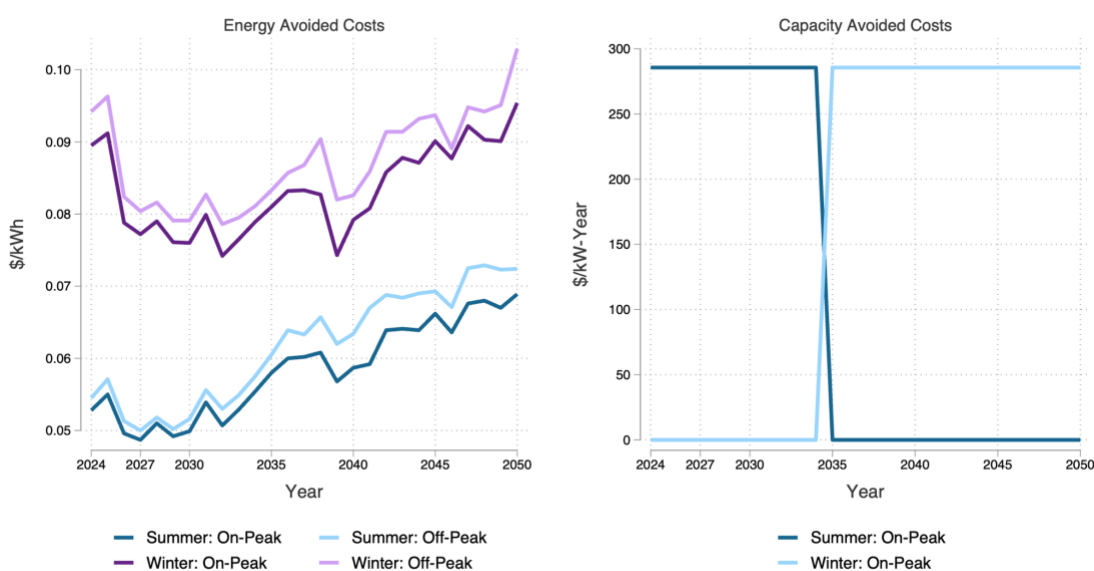 Energy Avoided Costs
$/kWh
0.10
0.09
0.08
0.07
0.06
0.05
2024 2027 2030 2035 2040 2045 2050
Year
Summer: On-Peak Summer: Off-Peak
Winter: On-Peak Winter: Off-Peak
Capacity Avoided Costs
$/kW-Year
300
250
200
150
100
50
0
2024 2027 2030 2035 2040 2045 2050
Year
Summer: On-Peak
Winter: On-Peak